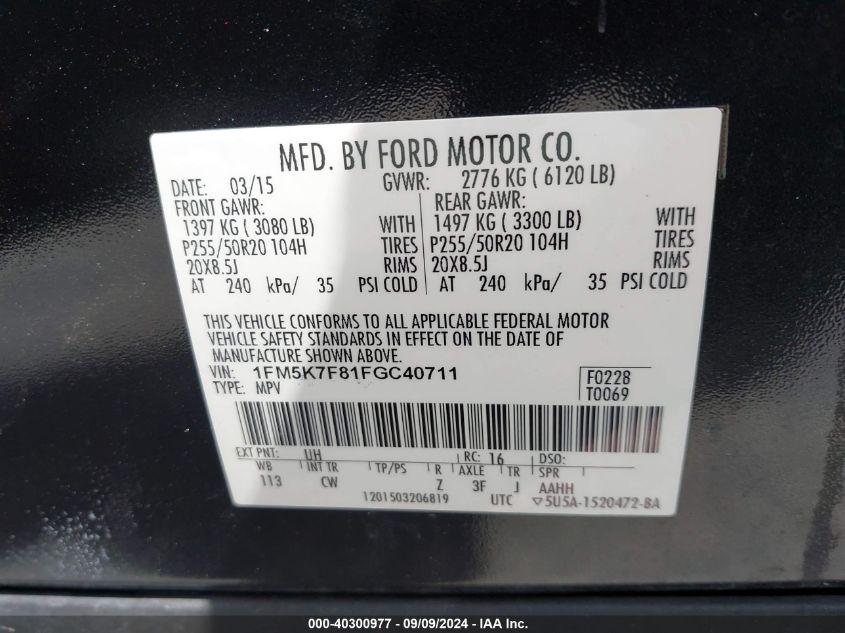 MFD. BY FORD MOTOR CO.
DATE: 03/15 GVWR: 2776 KG ( 6120 LB)
FRONT GAWR: REAR GAWR:
1397 KG ( 3080 LB) WITH 1497 KG ( 3300 LB) WITH
P255/50R20 104H TIRES P255/50R20 104H TIRES
20X8.5J RIMS 20X8.5J RIMS
AT 240 kPa/ 35 PSI COLD AT 240 kPa/ 35 PSI COLD
THIS VEHICLE CONFORMS TO ALL APPLICABLE FEDERAL MOTOR
VEHICLE SAFETY STANDARDS IN EFFECT ON THE DATE OF
MANUFACTURE SHOWN ABOVE.
VIN: 1FM5K7F81FGC40711 F0228
TYPE: MPV T0069
EXT PNT: UH RC: 16 DSO:
WB INT TR TP/PS R AXLE TR SPR
113 CW Z 3F J AAHH
1201503206819 UTC ▽5U5A-1520472-BA
000-40300977 - 09/09/2024 - IAA Inc.